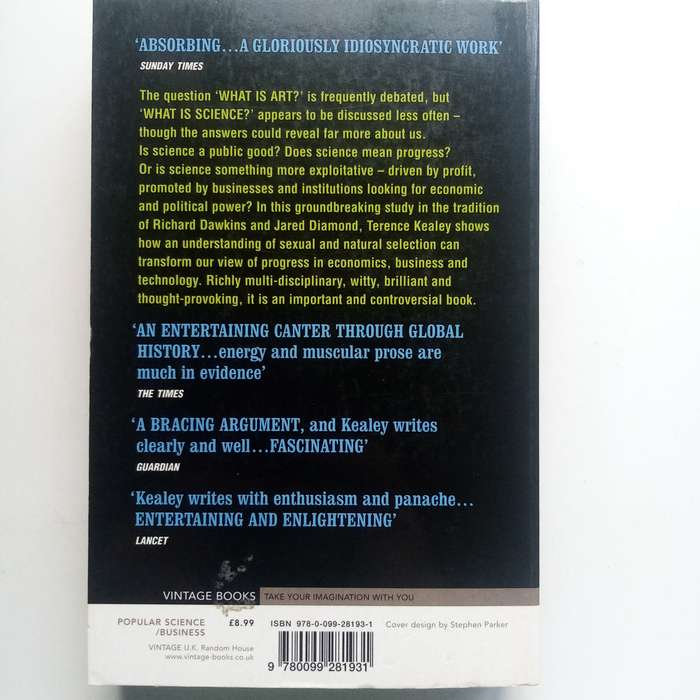 ‘ABSORBING...A GLORIOUSLY IDIOSYNCRATIC WORK’
SUNDAY TIMES
The question ‘WHAT IS ART?’ is frequently debated, but
‘WHAT IS SCIENCE?’ appears to be discussed less often –
though the answers could reveal far more about us.
Is science a public good? Does science mean progress?
Or is science something more exploitative – driven by profit,
promoted by businesses and institutions looking for economic
and political power? In this groundbreaking study in the tradition
of Richard Dawkins and Jared Diamond, Terence Kealey shows
how an understanding of sexual and natural selection can
transform our view of progress in economics, business and
technology. Richly multi-disciplinary, witty, brilliant and
thought-provoking, it is an important and controversial book.
‘AN ENTERTAINING CANTER THROUGH GLOBAL
HISTORY...energy and muscular prose are
much in evidence’
THE TIMES
‘A BRACING ARGUMENT, and Kealey writes
clearly and well...FASCINATING’
GUARDIAN
‘Kealey writes with enthusiasm and panache...
ENTERTAINING AND ENLIGHTENING’
LANCET
VINTAGE BOOKS TAKE YOUR IMAGINATION WITH YOU
POPULAR SCIENCE £8.99 ISBN 978-0-099-28193-1 Cover design by Stephen Parker
/BUSINESS
VINTAGE U.K. Random House
www.vintage-books.co.uk
9 780099 281931